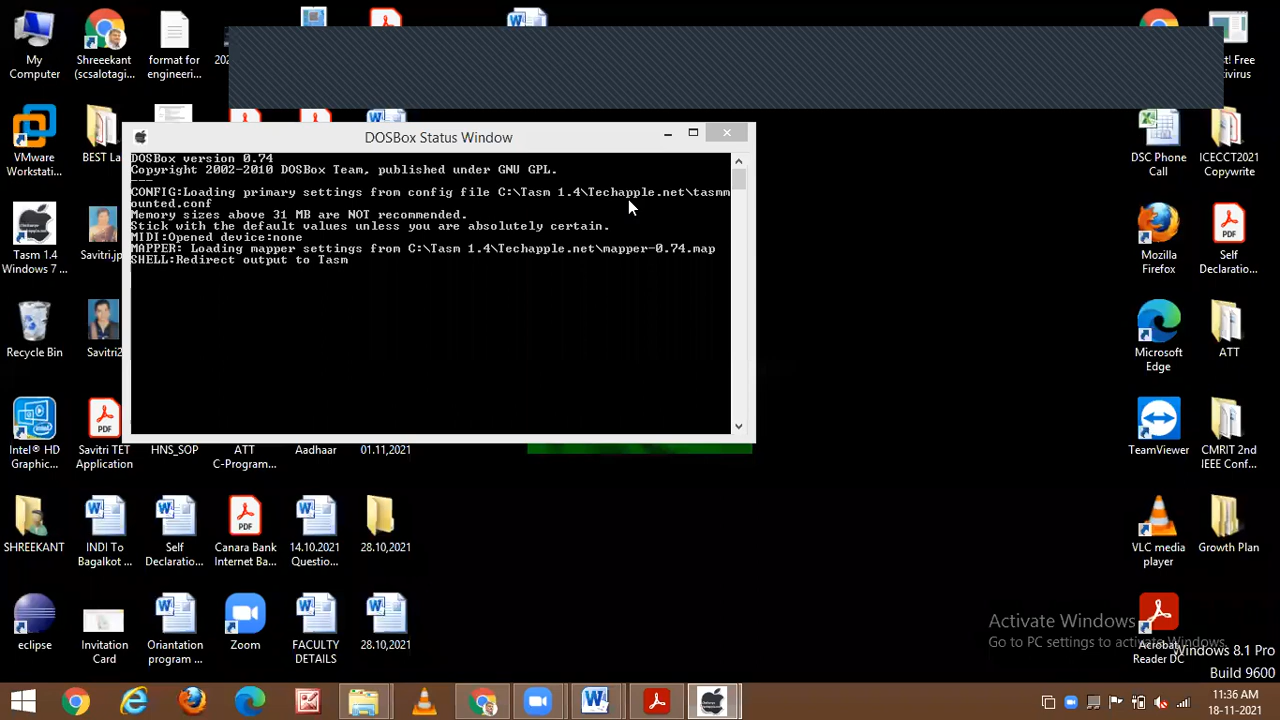 My
Computer
Shreekant
(scsalotagi...
format for
engineeri...
202
! Free
tivirus
DOSBox Status Window
DOSBox version 0.74
Copyright 2002-2010 DOSBox Team, published under GNU GPL.
---
CONFIG:Loading primary settings from config file C:\Tasm 1.4\Techapple.net\tasmm
ounted.conf
Memory sizes above 31 MB are NOT recommended.
Stick with the default values unless you are absolutely certain.
MIDI:Opened device:none
MAPPER: Loading mapper settings from C:\Tasm 1.4\Techapple.net\mapper-0.74.map
SHELL:Redirect output to Tasm
VMware
Workstation
BEST La
DSC Phone
Call
ICECCT2021
Copywrite
Tasm 1.4
Windows 7 ...
Savitri.jp
Mozilla
Firefox
Self
Declaratio...
Recycle Bin
Savitri2
Microsoft
Edge
ATT
Intel® HD
Graphic...
Savitri TET
Application
HNS_SOP
ATT
C-Program...
Aadhaar
01.11,2021
TeamViewer
CMRIT 2nd
IEEE Conf...
SHREEKANT
INDI To
Bagalkot ...
Self
Declaratio...
Canara Bank
Internet Ba...
14.10.2021
Questio...
28.10,2021
VLC media
player
Growth Plan
eclipse
Invitation
Card
Orientation
program ...
Zoom
FACULTY
DETAILS
28.10,2021
Acrobat
Reader DC
Activate Windows
Go to PC settings to activate Windows.
Windows 8.1 Pro
Build 9600
11:36 AM
18-11-2021